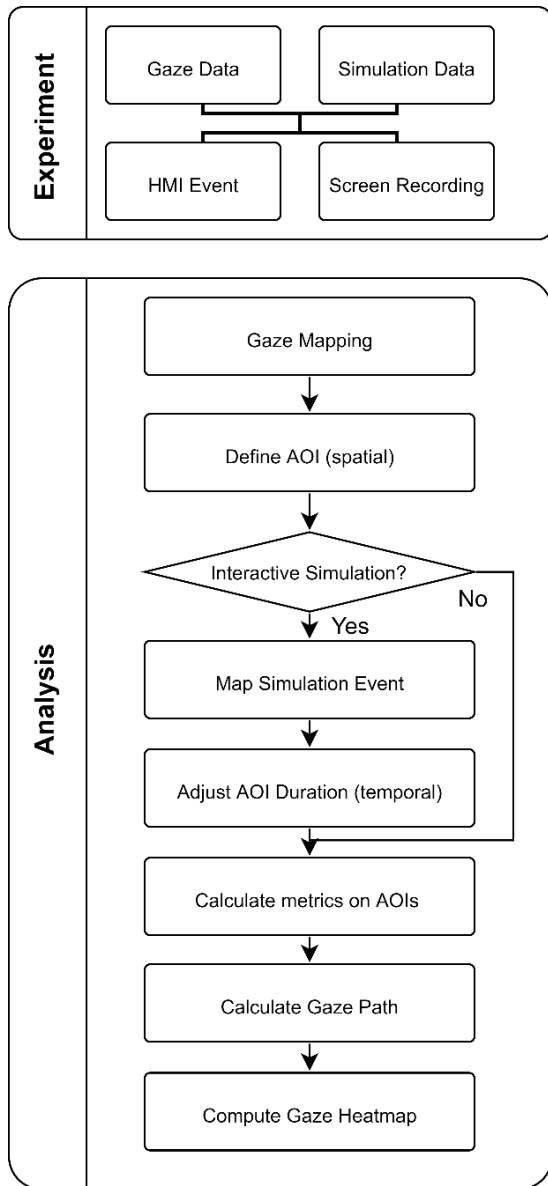 Experiment
Gaze Data
Simulation Data
HMI Event
Screen Recording
Analysis
Gaze Mapping
Define AOI (spatial)
Interactive Simulation?
No
Yes
Map Simulation Event
Adjust AOI Duration (temporal)
Calculate metrics on AOIs
Calculate Gaze Path
Compute Gaze Heatmap